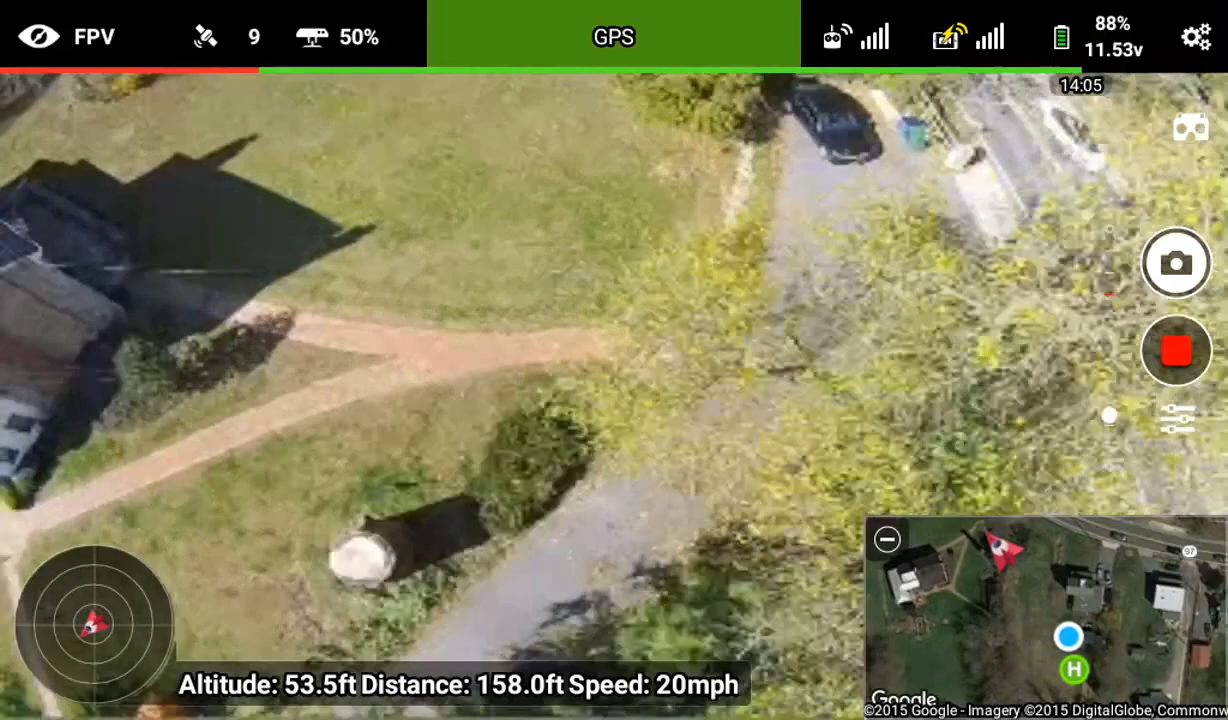 FPV 9 50% GPS 88%
11.53v
14:05
97
H
Altitude: 53.5ft Distance: 158.0ft Speed: 20mph
Google
©2015 Google - Imagery ©2015 DigitalGlobe, Commonw